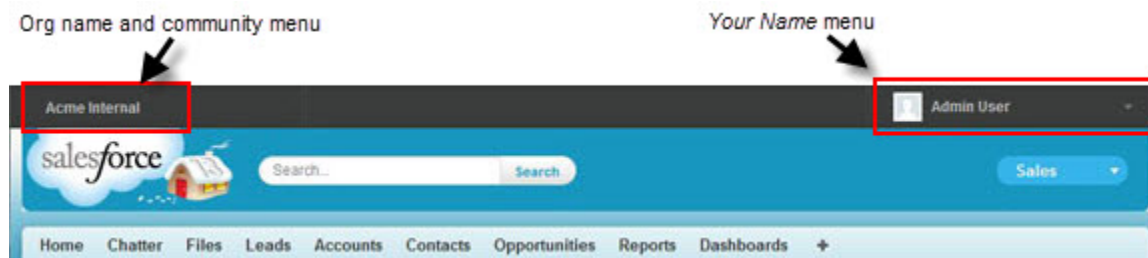 Org name and community menu
Your Name menu
Acme Internal
Admin User
salesforce
Search...
Search
Sales
Home Chatter Files Leads Accounts Contacts Opportunities Reports Dashboards +